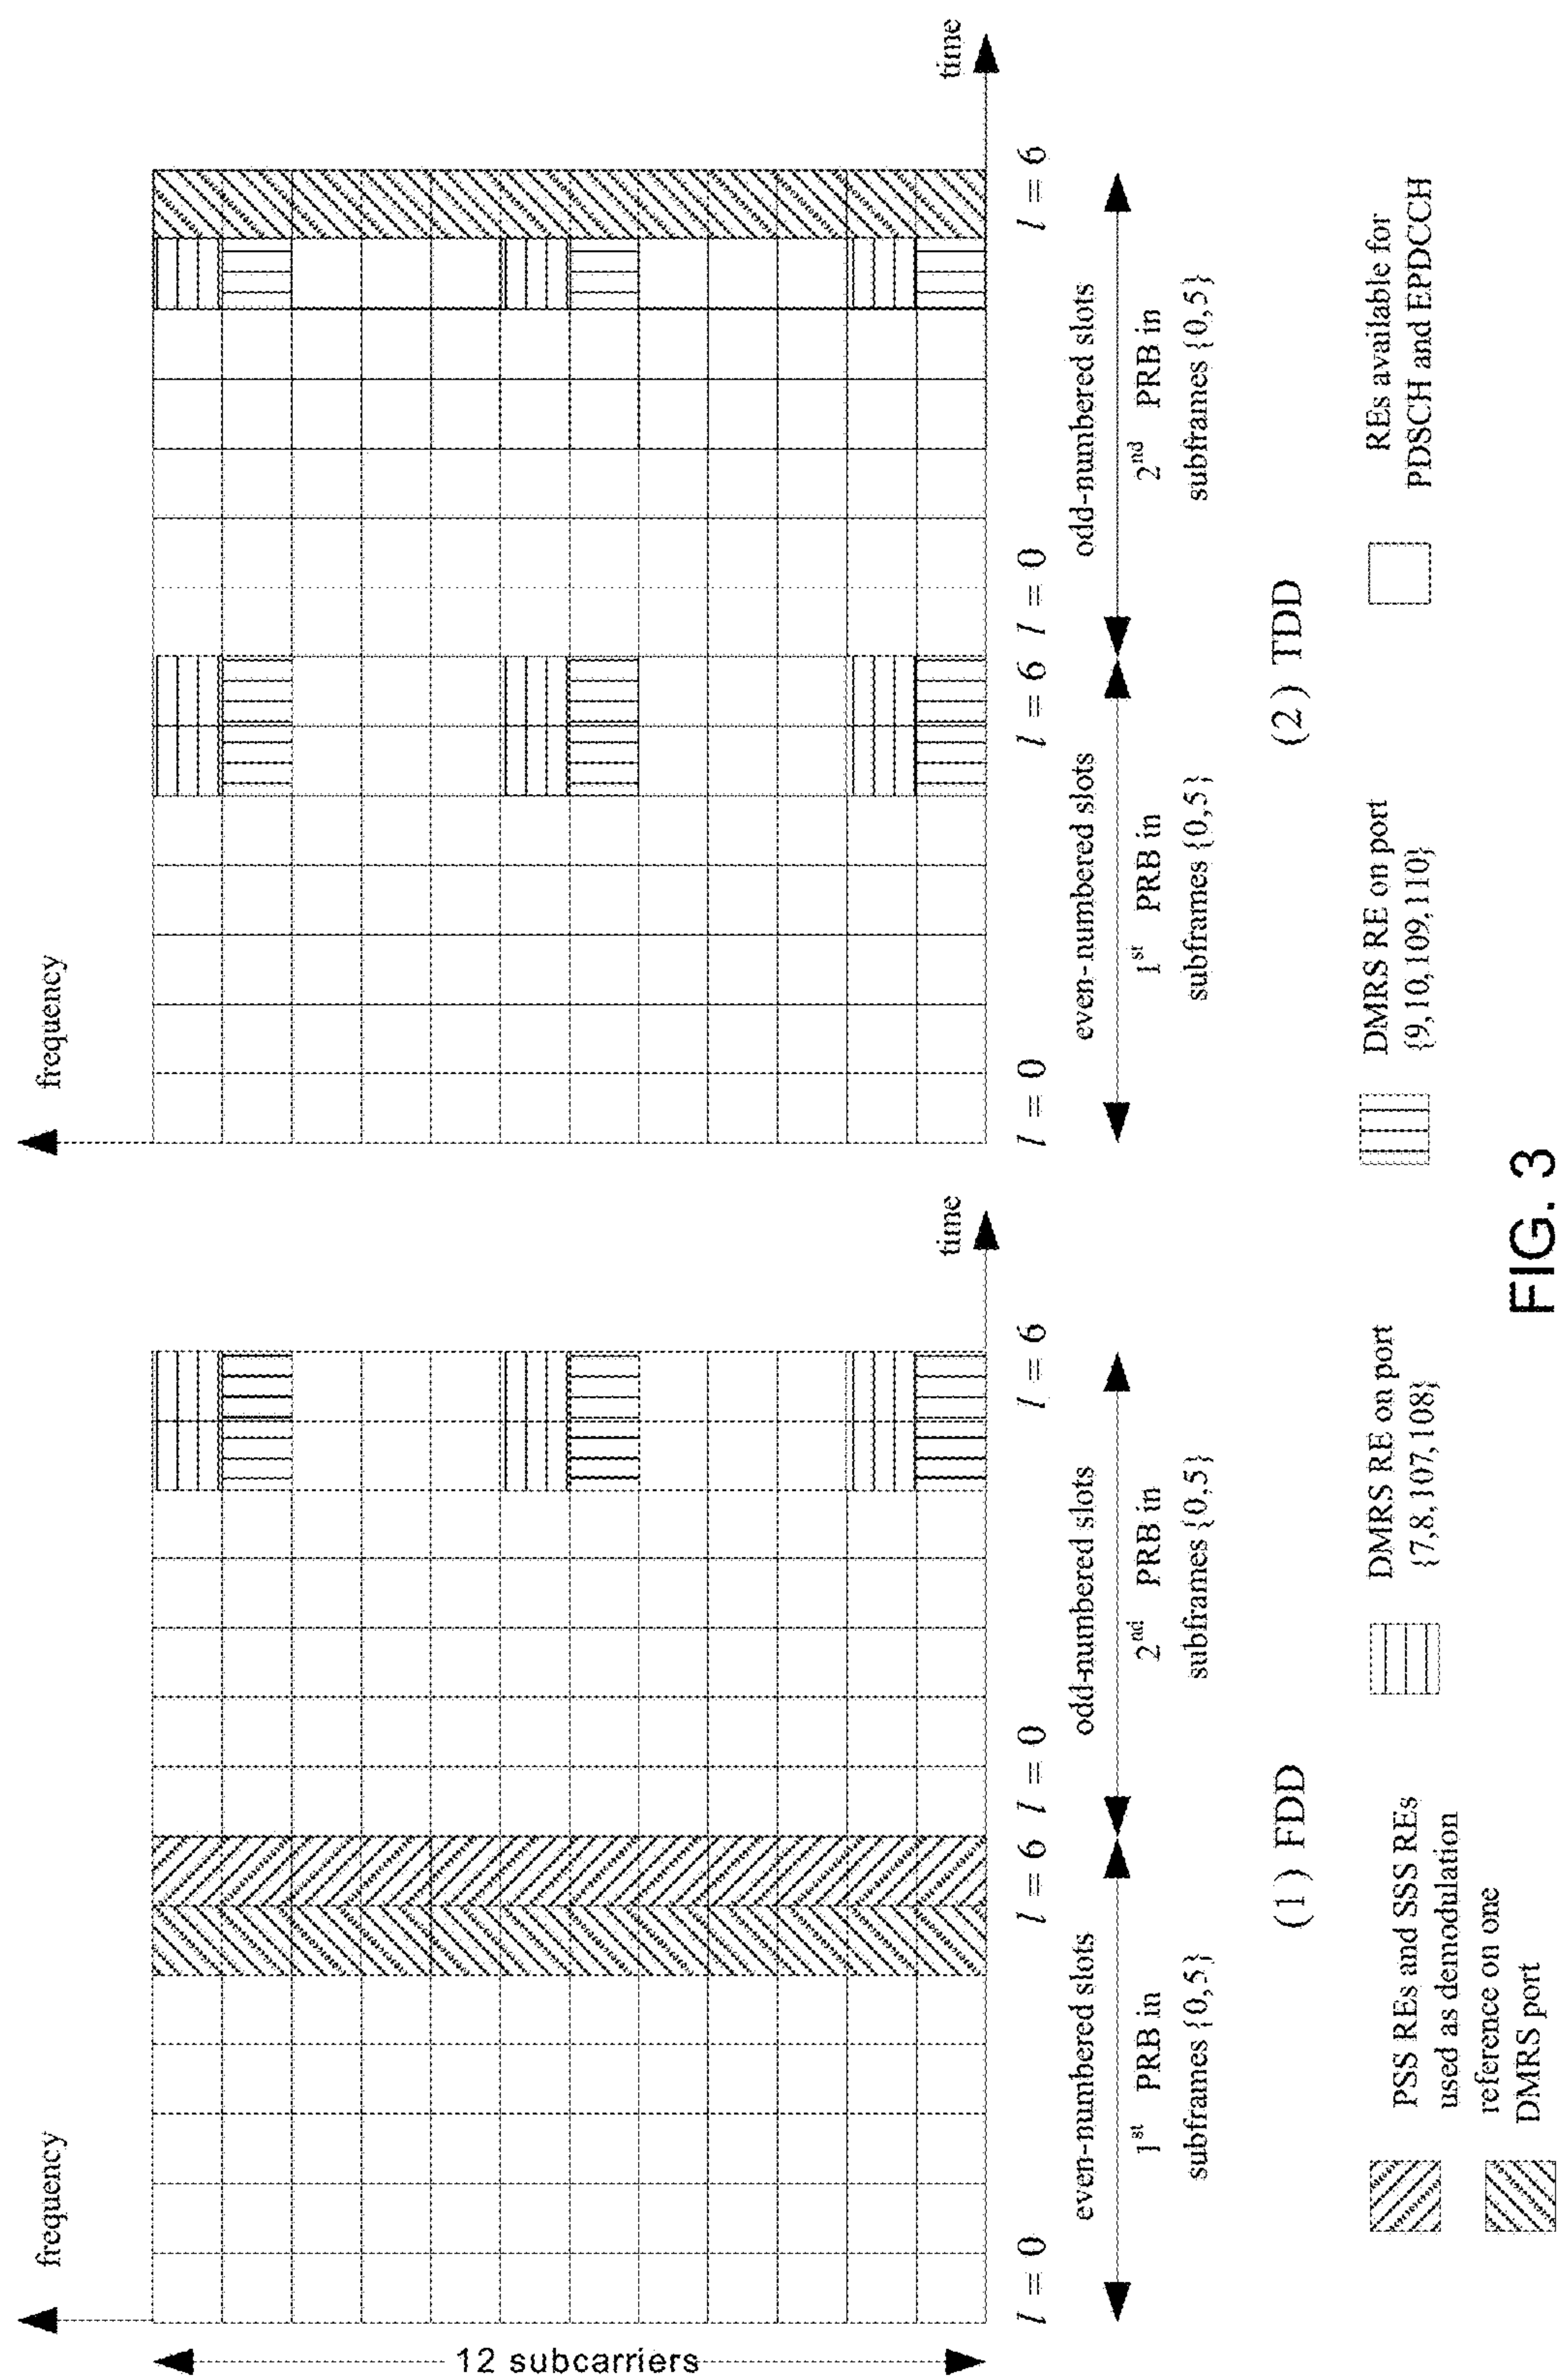 frequency
12 subcarriers
time
l = 0
l = 6
l = 0
l = 6
even-numbered slots
1st PRB in
subframes {0,5}
odd-numbered slots
2nd PRB in
subframes {0,5}
(1) FDD
frequency
time
l = 0
l = 6
l = 0
l = 6
even-numbered slots
1st PRB in
subframes {0,5}
odd-numbered slots
2nd PRB in
subframes {0,5}
(2) TDD
PSS REs and SSS REs
used as demodulation
reference on one
DMRS port
DMRS RE on port
{7,8,107,108}
DMRS RE on port
{9,10,109,110}
REs available for
PDSCH and EPDCCH
FIG. 3